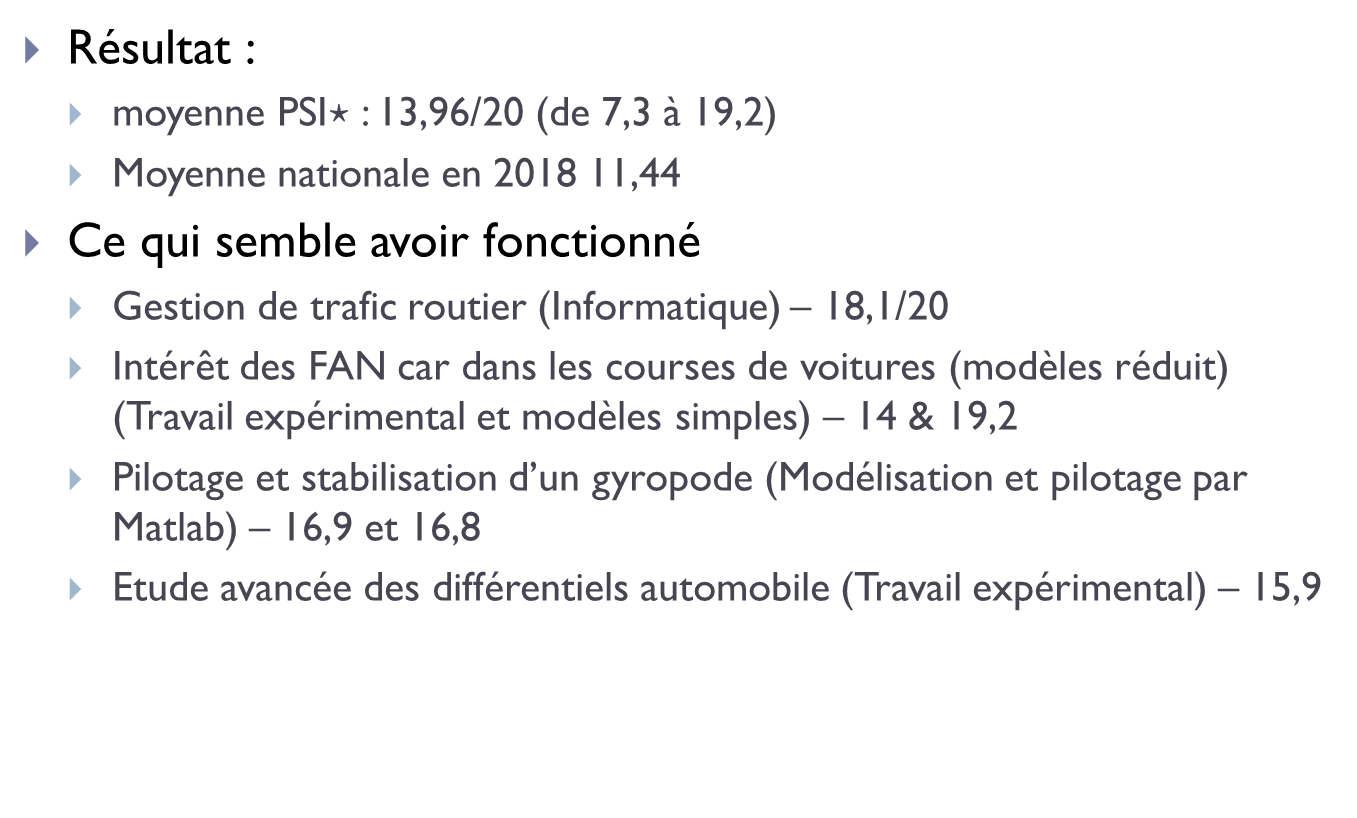 Résultat :
moyenne PSI⋆ : 13,96/20 (de 7,3 à 19,2)
Moyenne nationale en 2018 11,44
Ce qui semble avoir fonctionné
Gestion de trafic routier (Informatique) – 18,1/20
Intérêt des FAN car dans les courses de voitures (modèles réduit)
(Travail expérimental et modèles simples) – 14 & 19,2
Pilotage et stabilisation d’un gyropode (Modélisation et pilotage par
Matlab) – 16,9 et 16,8
Etude avancée des différentiels automobile (Travail expérimental) – 15,9